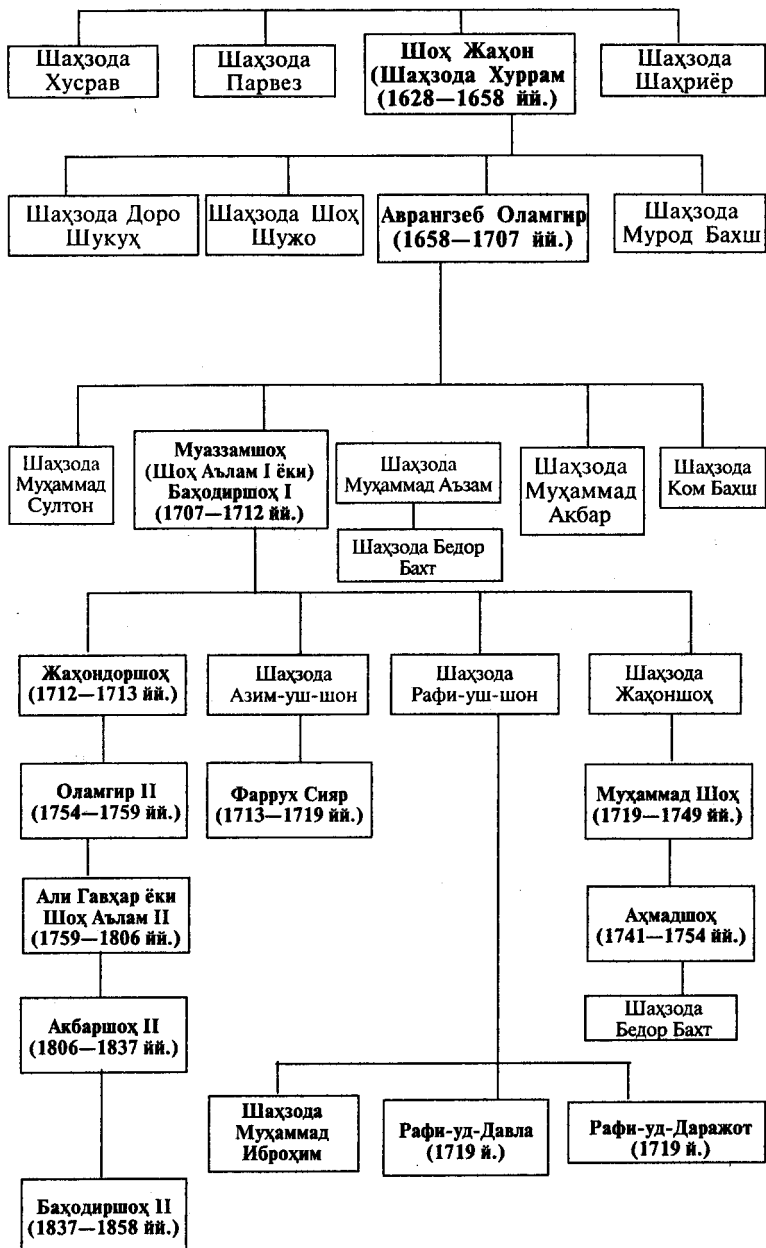 Шаҳзода
Хусрав
Шаҳзода
Парвез
Шоҳ Жаҳон
(Шаҳзода Хуррам
(1628—1658 йй.)
Шаҳзода
Шаҳриёр
Шаҳзода Доро
Шукуҳ
Шаҳзода Шоҳ
Шужо
Аврангзеб Оламгир
(1658—1707 йй.)
Шаҳзода
Мурод Бахш
Шаҳзода
Муҳаммад
Султон
Муаззамшоҳ
(Шоҳ Аълам I ёки)
Баҳодиршоҳ I
(1707—1712 йй.)
Шаҳзода
Муҳаммад Аъзам
Шаҳзода Бедор
Бахт
Шаҳзода
Муҳаммад
Акбар
Шаҳзода
Ком Бахш
Жаҳондоршоҳ
(1712—1713 йй.)
Шаҳзода
Азим-уш-шон
Шаҳзода
Рафи-уш-шон
Шаҳзода
Жаҳоншоҳ
Оламгир II
(1754—1759 йй.)
Фаррух Сияр
(1713—1719 йй.)
Муҳаммад Шоҳ
(1719—1749 йй.)
Али Гавҳар ёки
Шоҳ Аълам II
(1759—1806 йй.)
Аҳмадшоҳ
(1741—1754 йй.)
Шаҳзода
Бедор Бахт
Акбаршоҳ II
(1806—1837 йй.)
Шаҳзода
Муҳаммад
Иброҳим
Рафи-уд-Давла
(1719 й.)
Рафи-уд-Даражот
(1719 й.)
Баҳодиршоҳ II
(1837—1858 йй.)